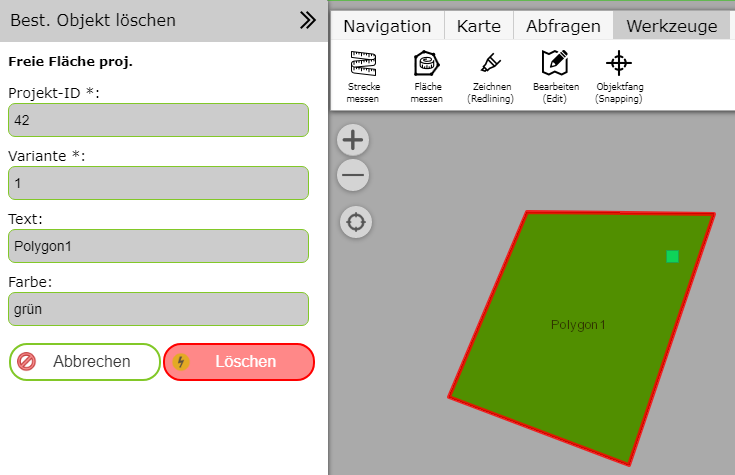 Best. Objekt löschen
Freie Fläche proj.
Projekt-ID *:
42
Variante *:
1
Text:
Polygon1
Farbe:
grün
Abbrechen
Löschen
Navigation
Karte
Abfragen
Werkzeuge
Strecke
messen
Fläche
messen
Zeichnen
(Redlining)
Bearbeiten
(Edit)
Objektfang
(Snapping)
Polygon1